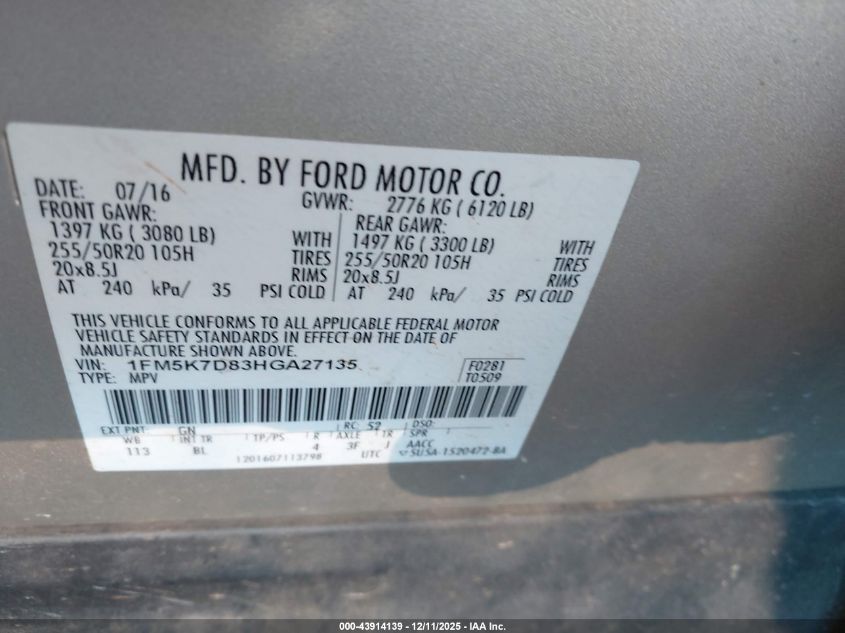 MFD. BY FORD MOTOR CO.
DATE: 07/16 GVWR: 2776 KG ( 6120 LB)
FRONT GAWR: REAR GAWR:
1397 KG ( 3080 LB) WITH 1497 KG ( 3300 LB) WITH
255/50R20 105H TIRES 255/50R20 105H TIRES
20x8.5J RIMS 20x8.5J RIMS
AT 240 kPa/ 35 PSI COLD AT 240 kPa/ 35 PSI COLD
THIS VEHICLE CONFORMS TO ALL APPLICABLE FEDERAL MOTOR
VEHICLE SAFETY STANDARDS IN EFFECT ON THE DATE OF
MANUFACTURE SHOWN ABOVE.
VIN: 1FM5K7D83HGA27135 F0281
TYPE: MPV T0509
EXT PNT: GN RC: 52 DSO:
WB INT TR TP/PS R AXLE TR SPR
113 BL 4 3F J AACC
1201607113798 UTC 5U5A-1520472-BA
000-43914139 - 12/11/2025 - IAA Inc.